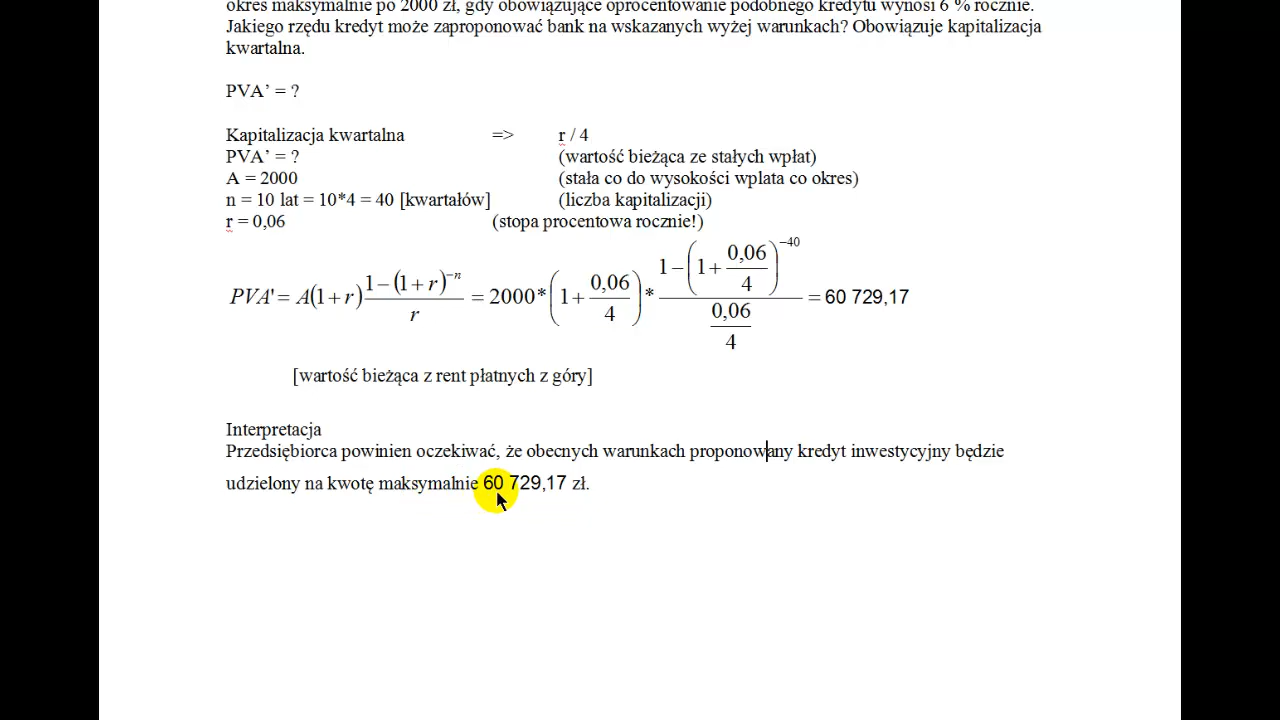 okres maksymalnie po 2000 zł, gdy obowiązujące oprocentowanie podobnego kredytu wynosi 6 % rocznie.
Jakiego rzędu kredyt może zaproponować bank na wskazanych wyżej warunkach? Obowiązuje kapitalizacja
kwartalna.
PVA’ = ?
Kapitalizacja kwartalna => r / 4
PVA’ = ? (wartość bieżąca ze stałych wpłat)
A = 2000 (stała co do wysokości wplata co okres)
n = 10 lat = 10*4 = 40 [kwartałów] (liczba kapitalizacji)
r = 0,06 (stopa procentowa rocznie!)
PVA'= A(1+r) (1−(1+r)^−n)/r = 2000*(1+0,06/4)*(1−(1+0,06/4)^−40)/(0,06/4) = 60 729,17
[wartość bieżąca z rent płatnych z góry]
Interpretacja
Przedsiębiorca powinien oczekiwać, że obecnych warunkach proponowany kredyt inwestycyjny będzie
udzielony na kwotę maksymalnie 60 729,17 zł.